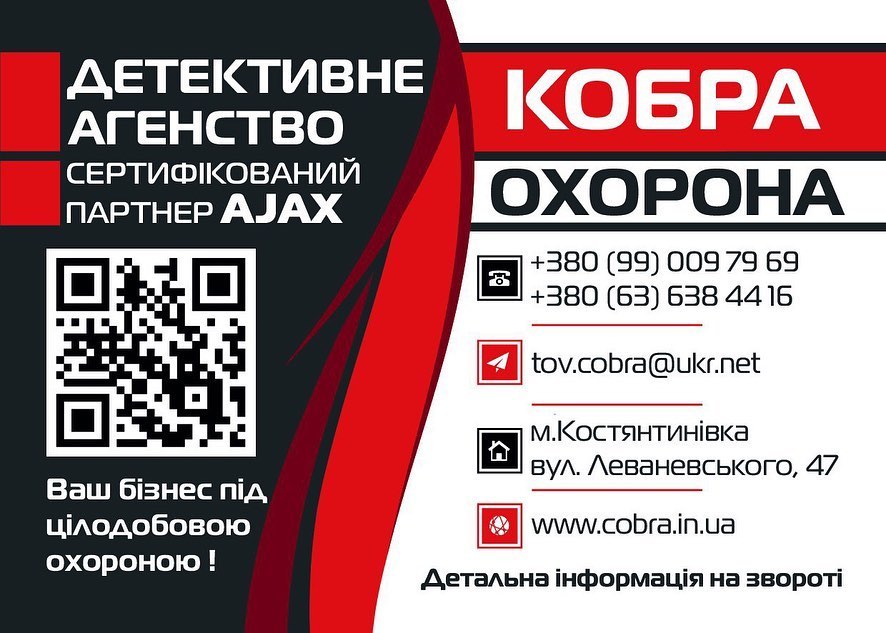 ДЕТЕКТИВНЕ
АГЕНСТВО
СЕРТИФІКОВАНИЙ
ПАРТНЕР AJAX
Ваш бізнес під
цілодобовою
охороною !
КОБРА
ОХОРОНА
+380 (99) 009 79 69
+380 (63) 638 44 16
tov.cobra@ukr.net
м.Костянтинівка
вул. Леваневського, 47
www.cobra.in.ua
Детальна інформація на звороті